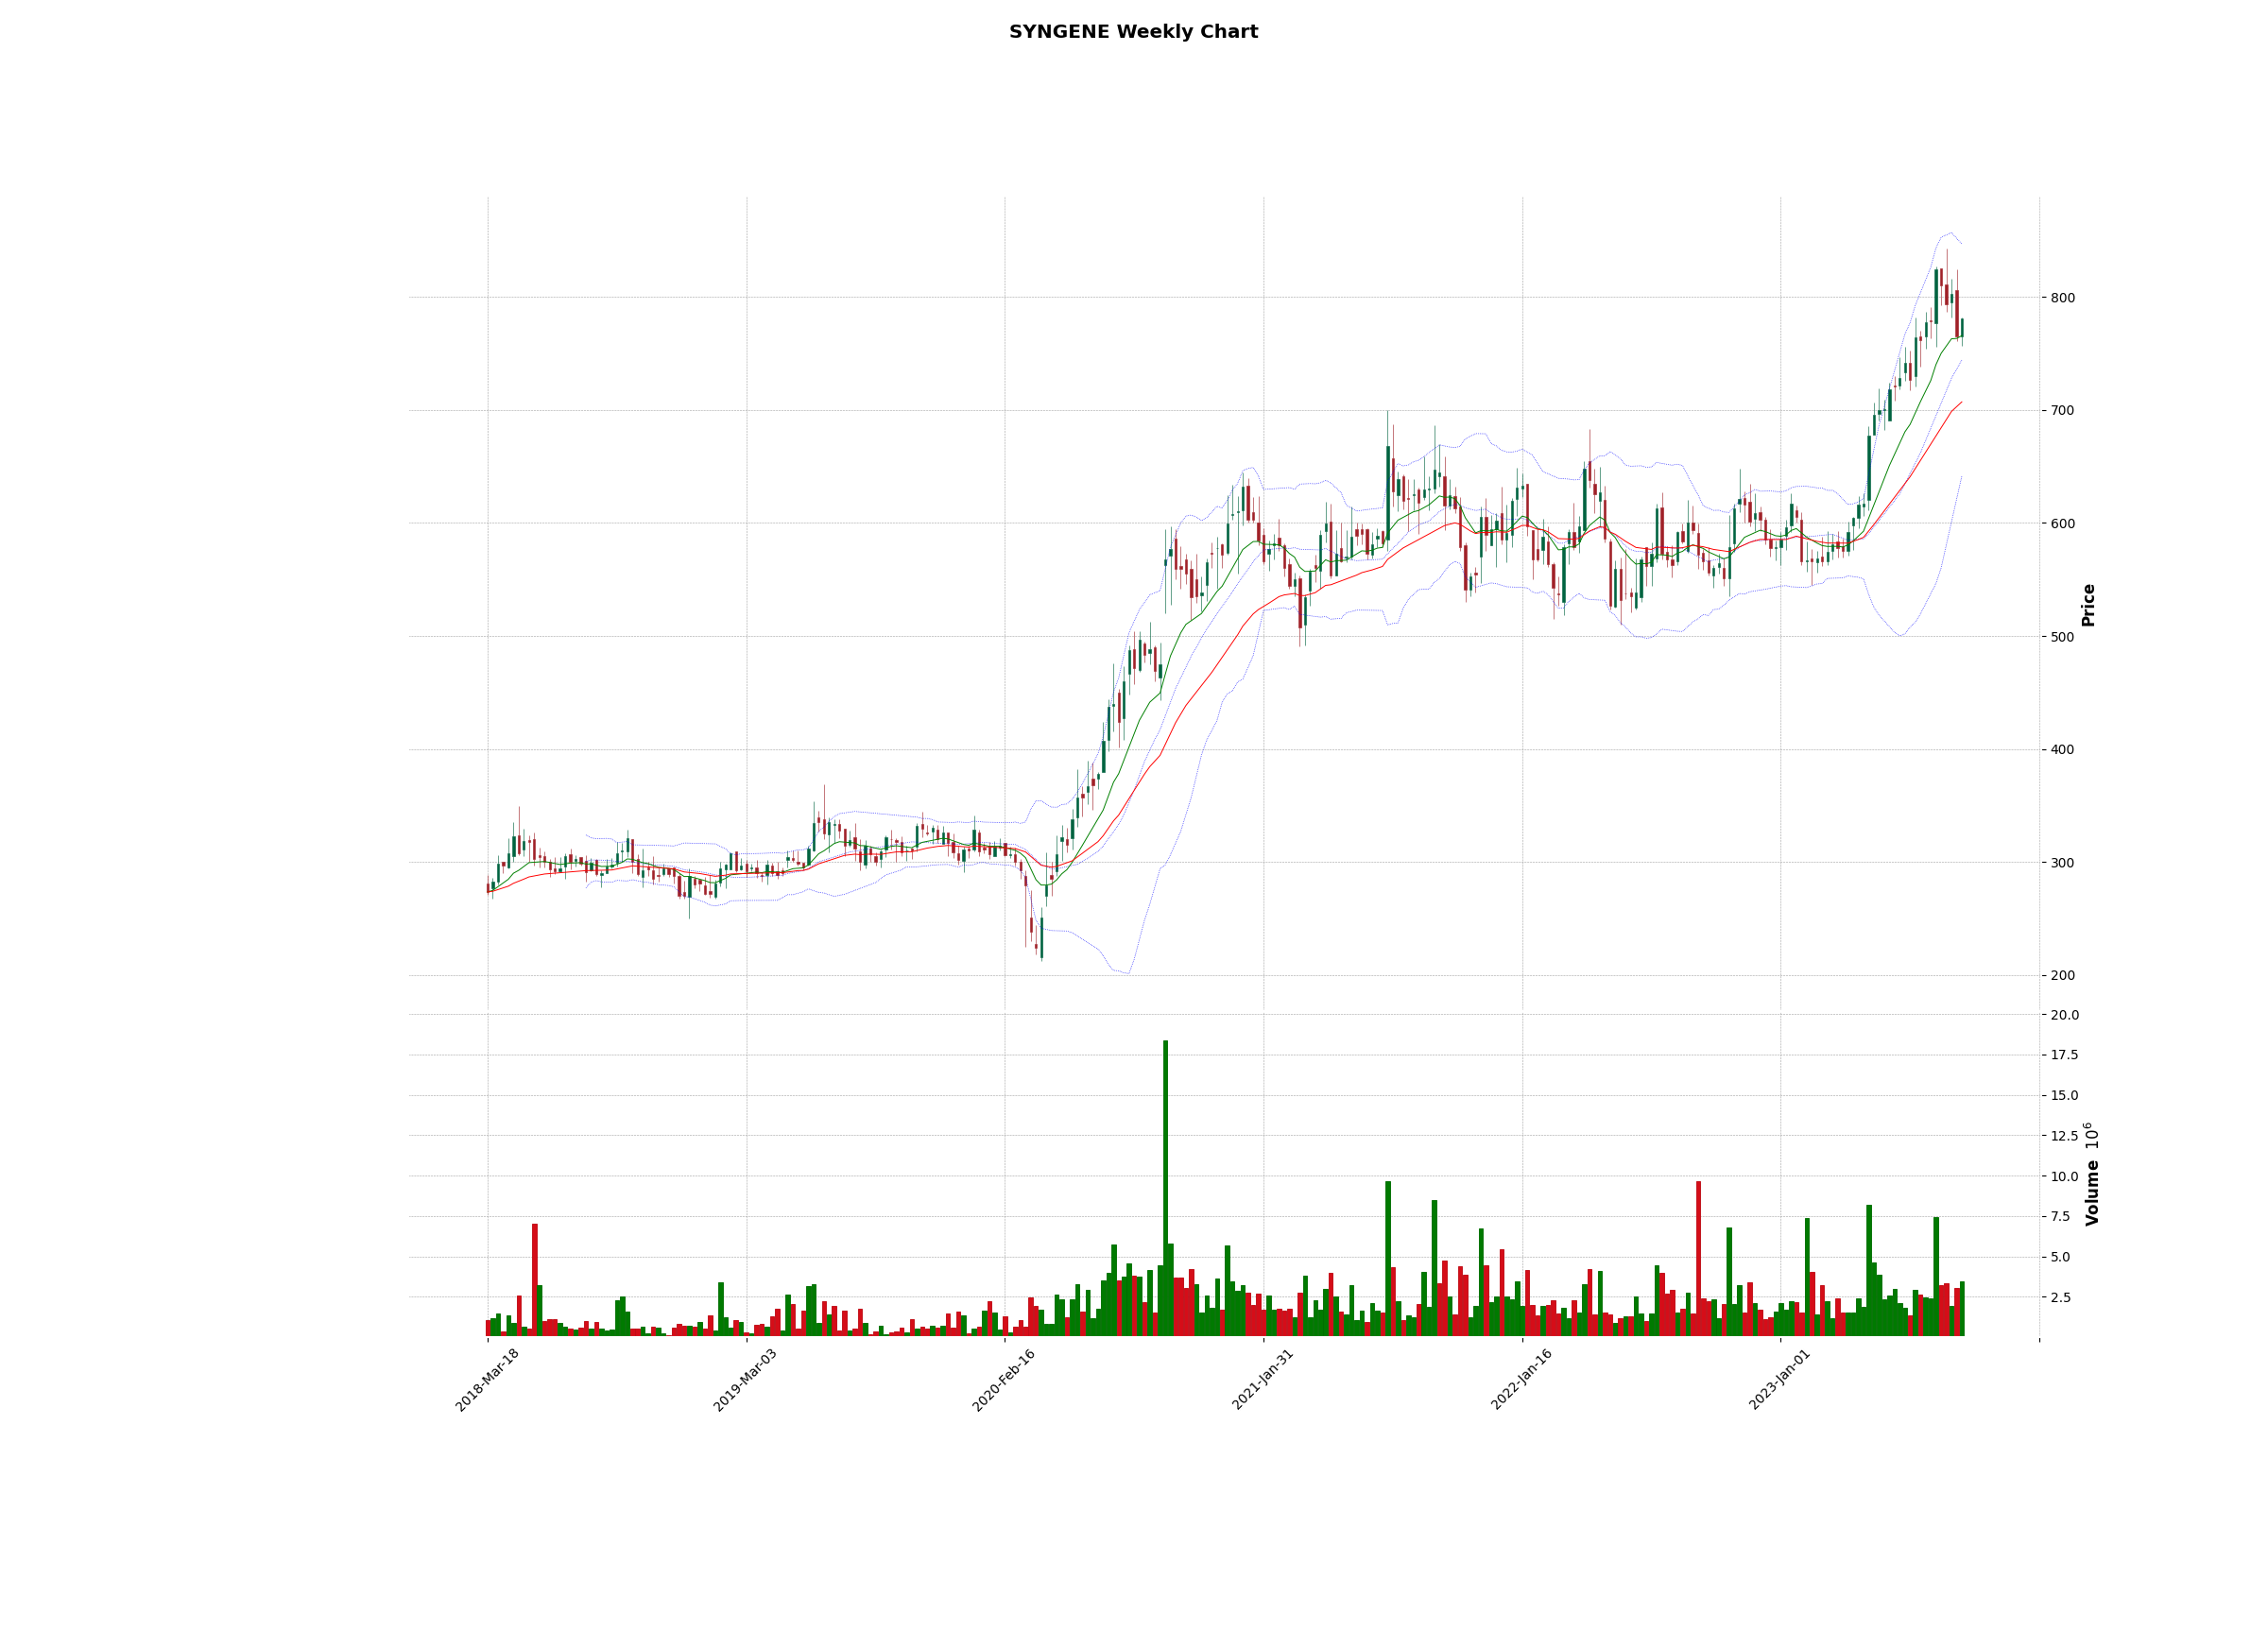 SYNGENE Weekly Chart
800
700
600
500
400
300
200
Price
20.0
17.5
15.0
12.5
10.0
7.5
5.0
2.5
Volume 10^6
2018-Mar-18
2019-Mar-03
2020-Feb-16
2021-Jan-31
2022-Jan-16
2023-Jan-01